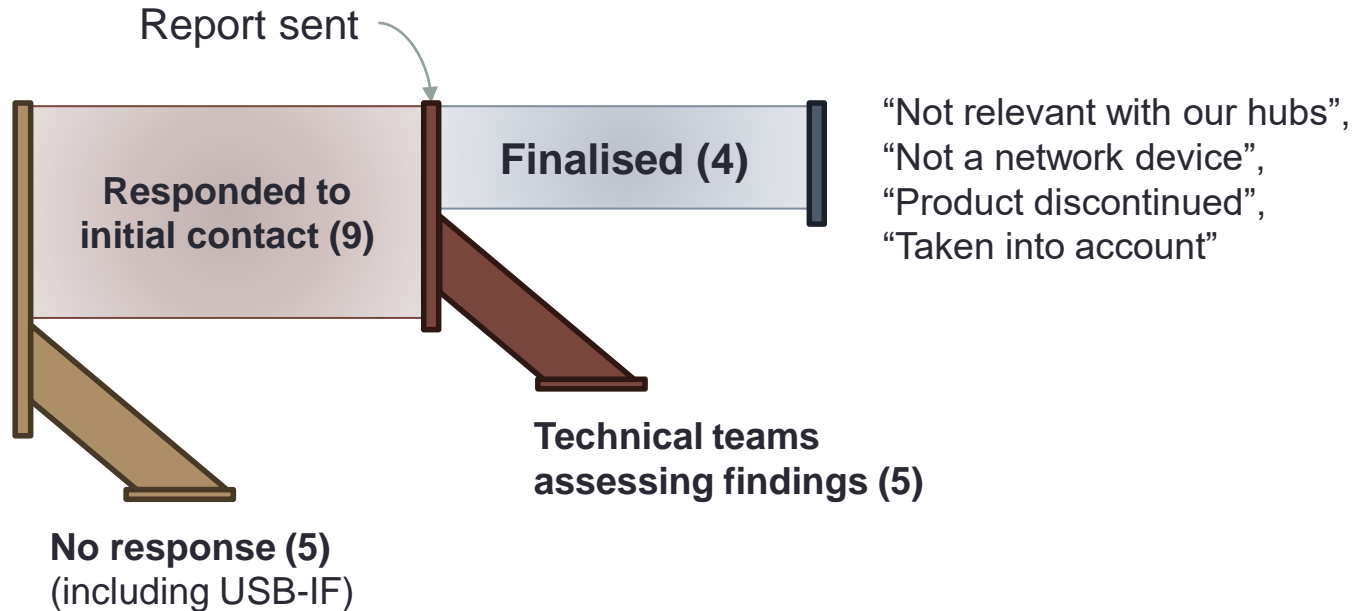 Report sent
Responded to
initial contact (9)
Finalised (4)
“Not relevant with our hubs”,
“Not a network device”,
“Product discontinued”,
“Taken into account”
Technical teams
assessing findings (5)
No response (5)
(including USB-IF)